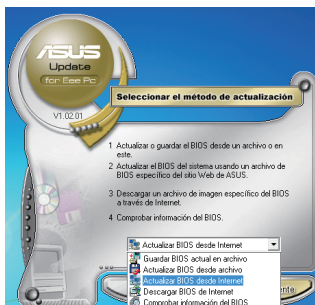 ASUS
Update
for Eee Pc
V1.02.01
Seleccionar el método de actualización
1 Actualizar o guardar el BIOS desde un archivo o en
este.
2 Actualizar el BIOS del sistema usando un archivo de
BIOS específico del sitio Web de ASUS.
3 Descargar un archivo de imagen específico del BIOS
a través de Internet.
4 Comprobar información del BIOS.
Actualizar BIOS desde Internet
Guardar BIOS actual en archivo
Actualizar BIOS desde archivo
Actualizar BIOS desde Internet
Descargar BIOS de Internet
Comprobar información del BIOS